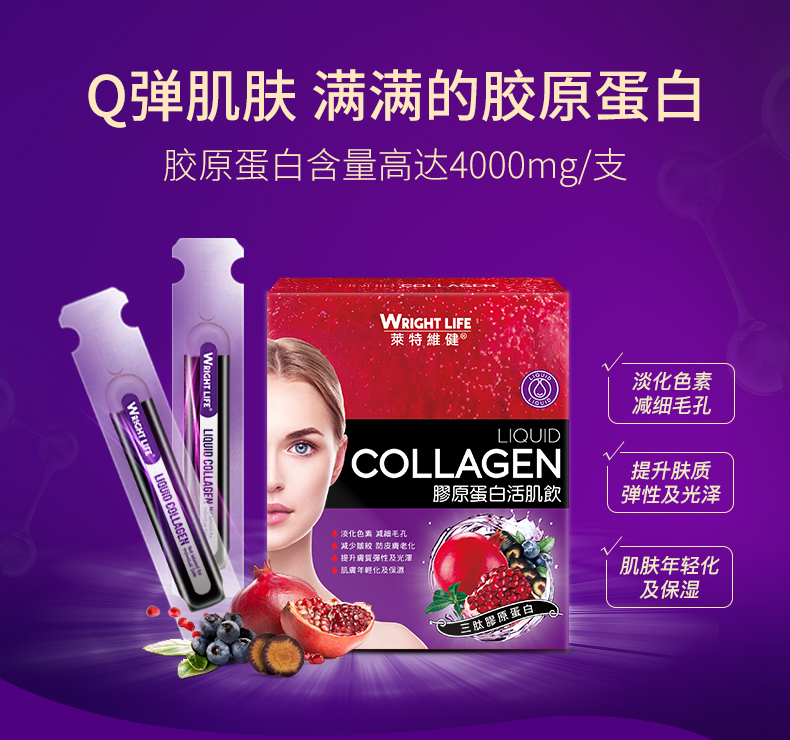 Q弹肌肤 满满的胶原蛋白
胶原蛋白含量高达4000mg/支
COLLAGEN
WRIGHT LIFE
萊特維健®
LIQUID
LIQUID
LIQUID
COLLAGEN
膠原蛋白活肌飲
淡化色素 減細毛孔
減少皺紋 防皮膚老化
提升膚質彈性及光澤
肌膚年輕化及保濕
三肽膠原蛋白
WRIGHT LIFE
LIQUID COLLAGEN
WRIGHT LIFE
LIQUID COLLAGEN
淡化色素
减细毛孔
提升肤质
弹性及光泽
肌肤年轻化
及保湿